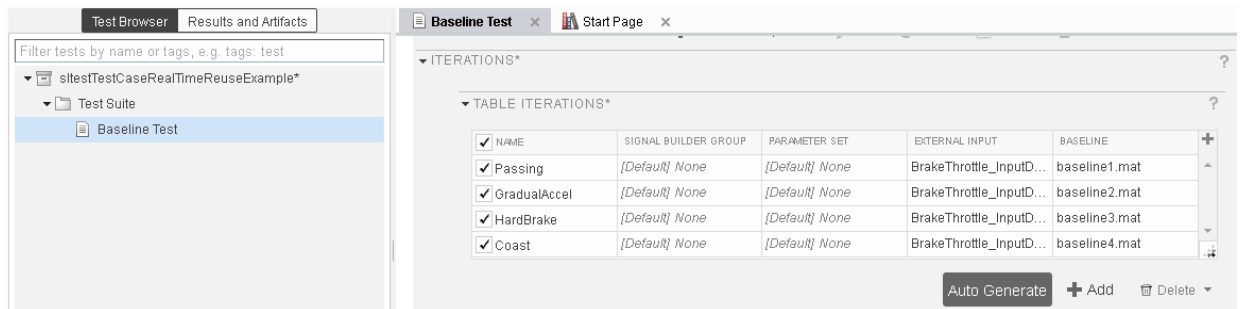 Test Browser Results and Artifacts
Filter tests by name or tags, e.g. tags: test
sltestTestCaseRealTimeReuseExample*
Test Suite
Baseline Test
Baseline Test × Start Page ×
ITERATIONS* ?
TABLE ITERATIONS* ?
NAME SIGNAL BUILDER GROUP PARAMETER SET EXTERNAL INPUT BASELINE
Passing [Default] None [Default] None BrakeThrottle_InputD... baseline1.mat
GradualAccel [Default] None [Default] None BrakeThrottle_InputD... baseline2.mat
HardBrake [Default] None [Default] None BrakeThrottle_InputD... baseline3.mat
Coast [Default] None [Default] None BrakeThrottle_InputD... baseline4.mat
Auto Generate Add Delete